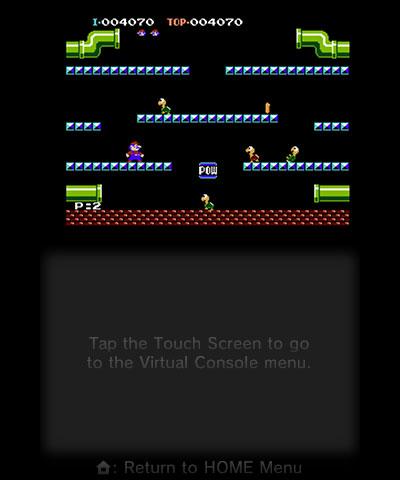 I-004070 TOP-004070
POW
P=2
Tap the Touch Screen to go
to the Virtual Console menu.
: Return to HOME Menu